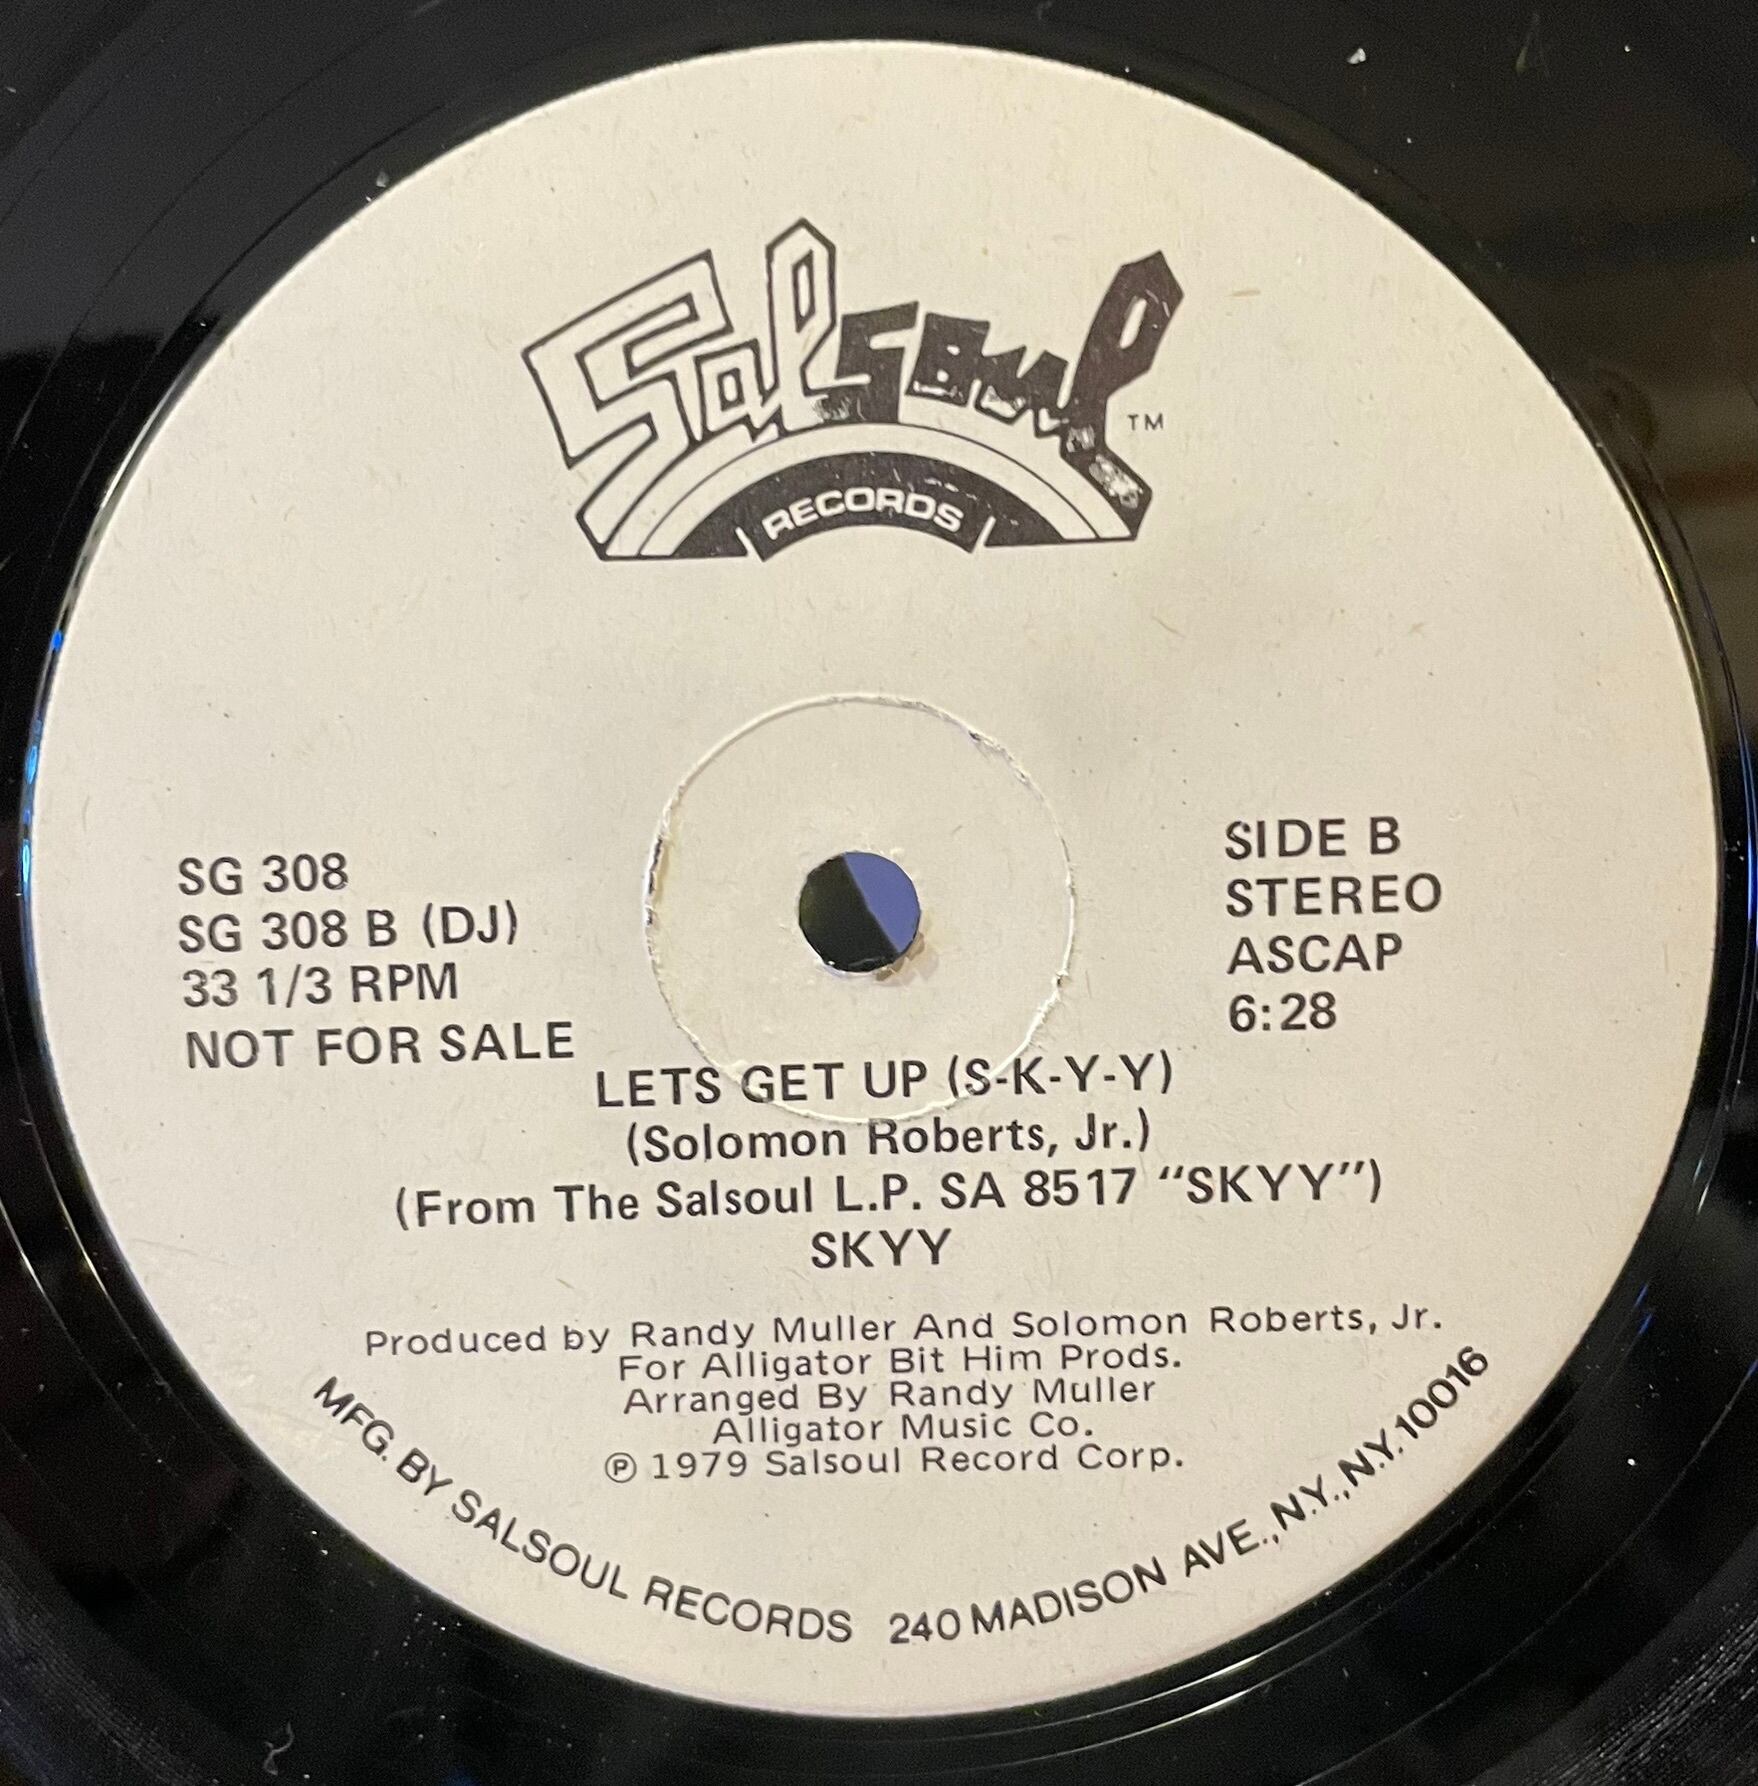 Salsoul
TM
RECORDS
SG 308
SG 308 B (DJ)
33 1/3 RPM
NOT FOR SALE
SIDE B
STEREO
ASCAP
6:28
LETS GET UP (S-K-Y-Y)
(Solomon Roberts, Jr.)
(From The Salsoul L.P. SA 8517 “SKYY”)
SKYY
Produced by Randy Muller And Solomon Roberts, Jr.
For Alligator Bit Him Prods.
Arranged By Randy Muller
Alligator Music Co.
℗ 1979 Salsoul Record Corp.
MFG. BY SALSOUL RECORDS 240 MADISON AVE., N.Y., N.Y. 10016